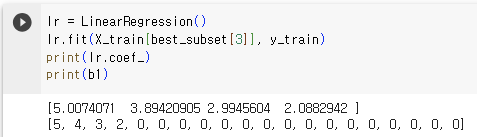 lr = LinearRegression()
lr.fit(X_train[best_subset[3]], y_train)
print(lr.coef_)
print(b1)
[5.0074071  3.89420905 2.9945604  2.0882942 ]
[5, 4, 3, 2, 0, 0, 0, 0, 0, 0, 0, 0, 0, 0, 0, 0, 0, 0, 0, 0]